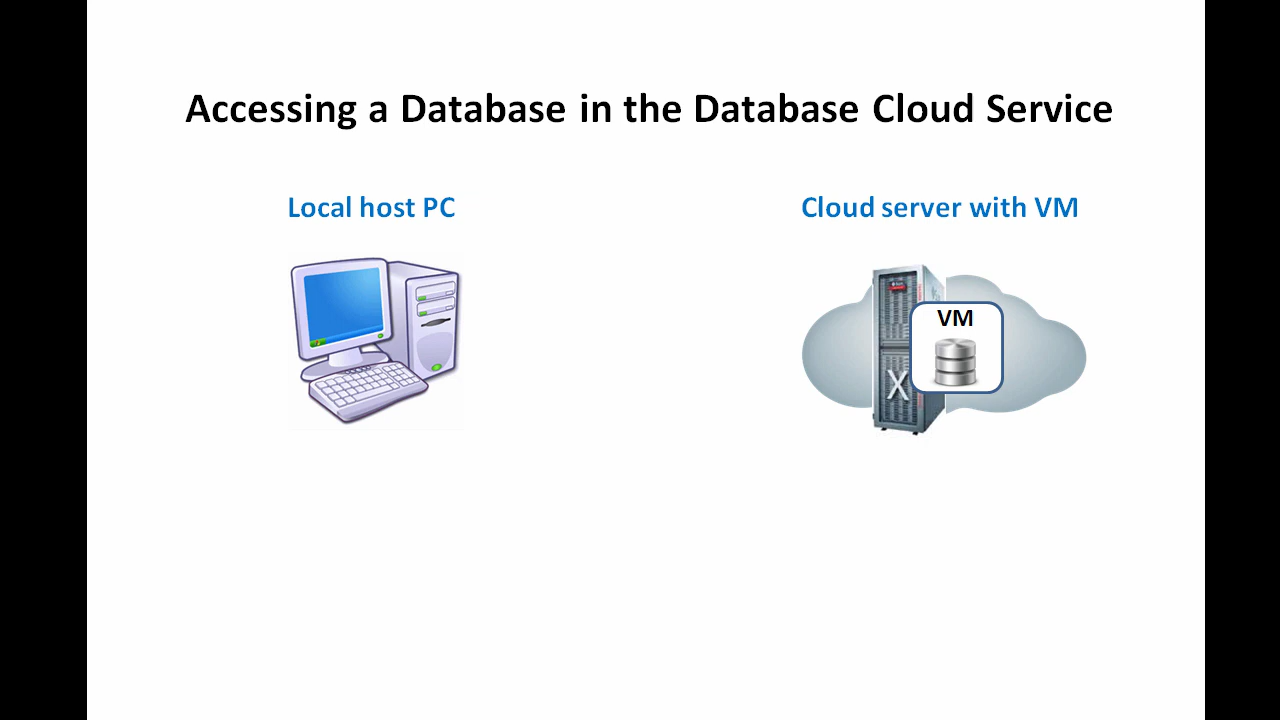 Accessing a Database in the Database Cloud Service
Local host PC
Cloud server with VM
VM
X